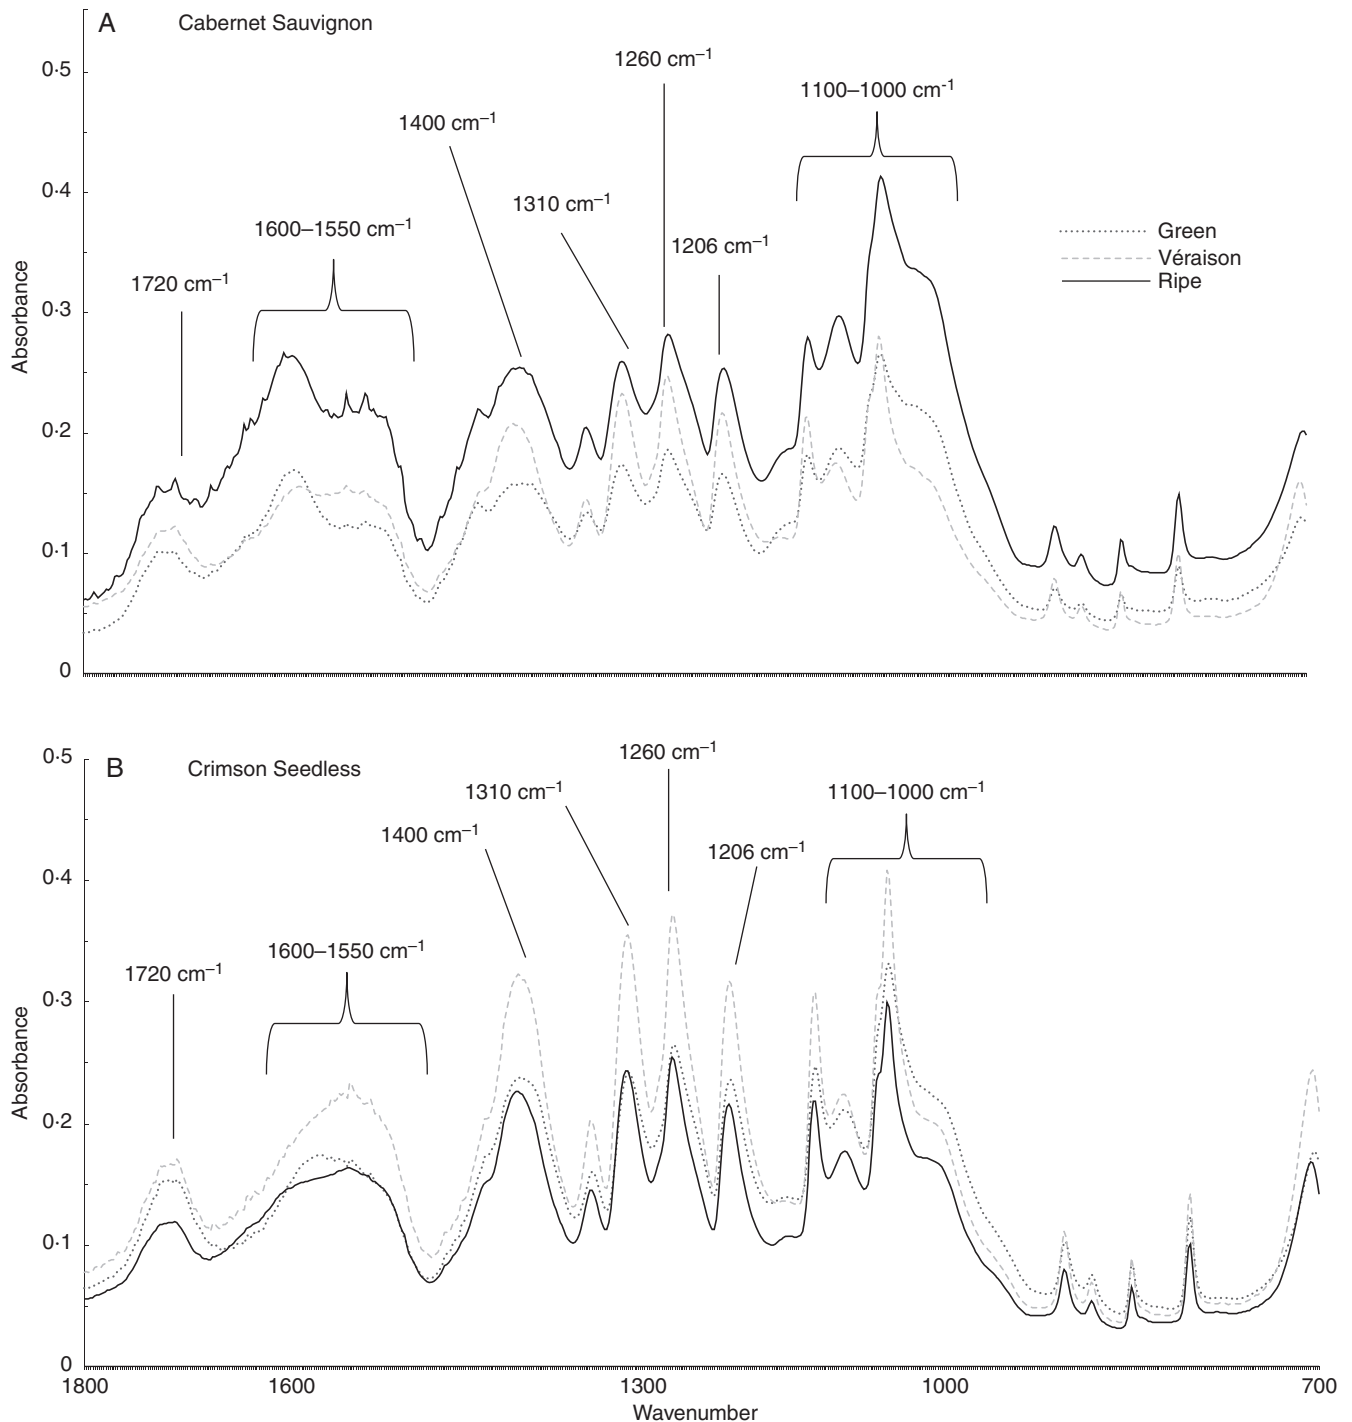 A Cabernet Sauvignon
0·5
1260 cm–1
1100–1000 cm-1
1400 cm–1
0·4
1310 cm–1
1600–1550 cm–1
1206 cm–1
Green
Véraison
Ripe
1720 cm–1
0·3
Absorbance
0·2
0·1
0
0·5
B Crimson Seedless
1260 cm–1
1310 cm–1
1100–1000 cm–1
1400 cm–1
1206 cm–1
0·4
1600–1550 cm–1
1720 cm–1
0·3
Absorbance
0·2
0·1
0
1800 1600 1300 1000 700
Wavenumber